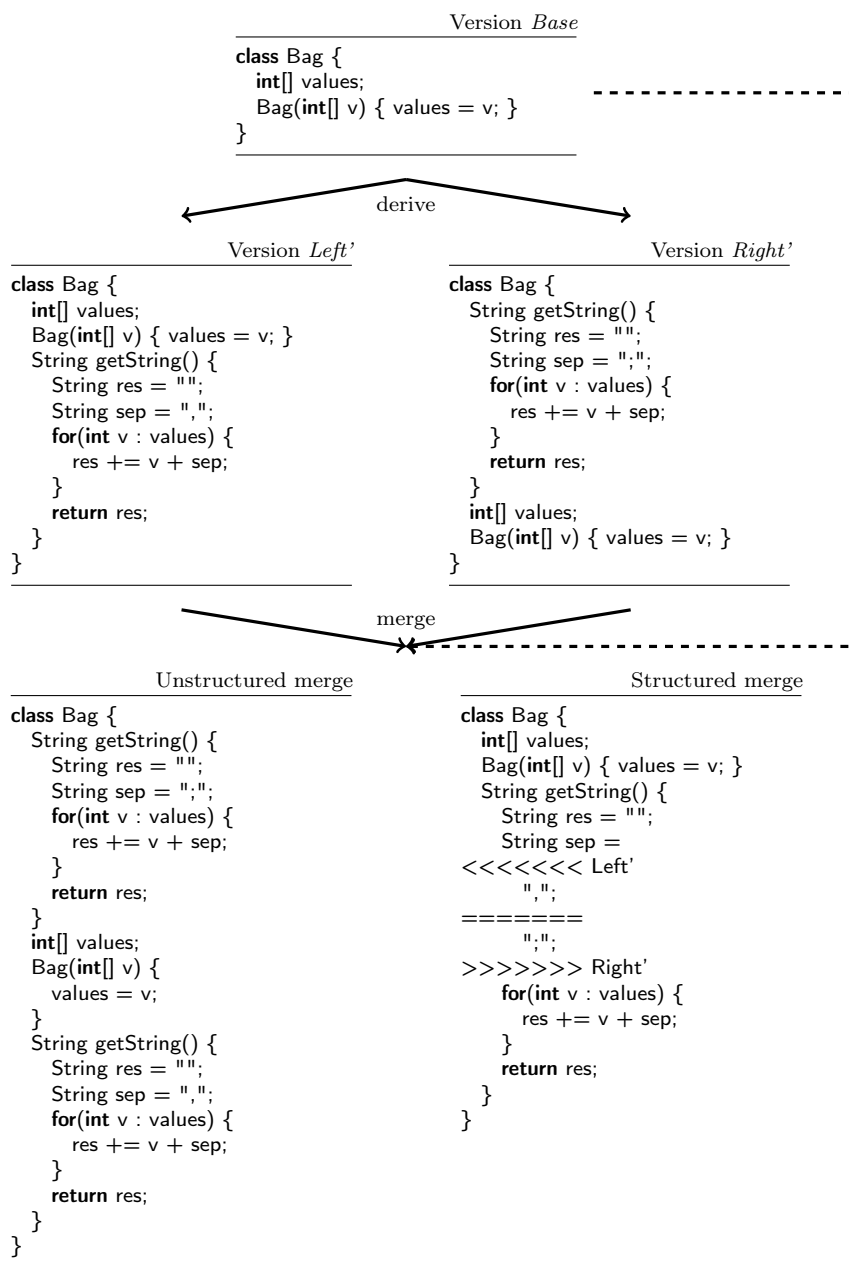 Version Base
class Bag {
int[] values;
Bag(int[] v) { values = v; }
}
derive
Version Left'
class Bag {
int[] values;
Bag(int[] v) { values = v; }
String getString() {
String res = "";
String sep = ",";
for(int v : values) {
res += v + sep;
}
return res;
}
}
Version Right'
class Bag {
String getString() {
String res = "";
String sep = ";";
for(int v : values) {
res += v + sep;
}
return res;
}
int[] values;
Bag(int[] v) { values = v; }
}
merge
Unstructured merge
class Bag {
String getString() {
String res = "";
String sep = ";";
for(int v : values) {
res += v + sep;
}
return res;
}
int[] values;
Bag(int[] v) {
values = v;
}
String getString() {
String res = "";
String sep = ",";
for(int v : values) {
res += v + sep;
}
return res;
}
}
Structured merge
class Bag {
int[] values;
Bag(int[] v) { values = v; }
String getString() {
String res = "";
String sep =
<<<<<<< Left'
",";
=======
";";
>>>>>>> Right'
for(int v : values) {
res += v + sep;
}
return res;
}
}